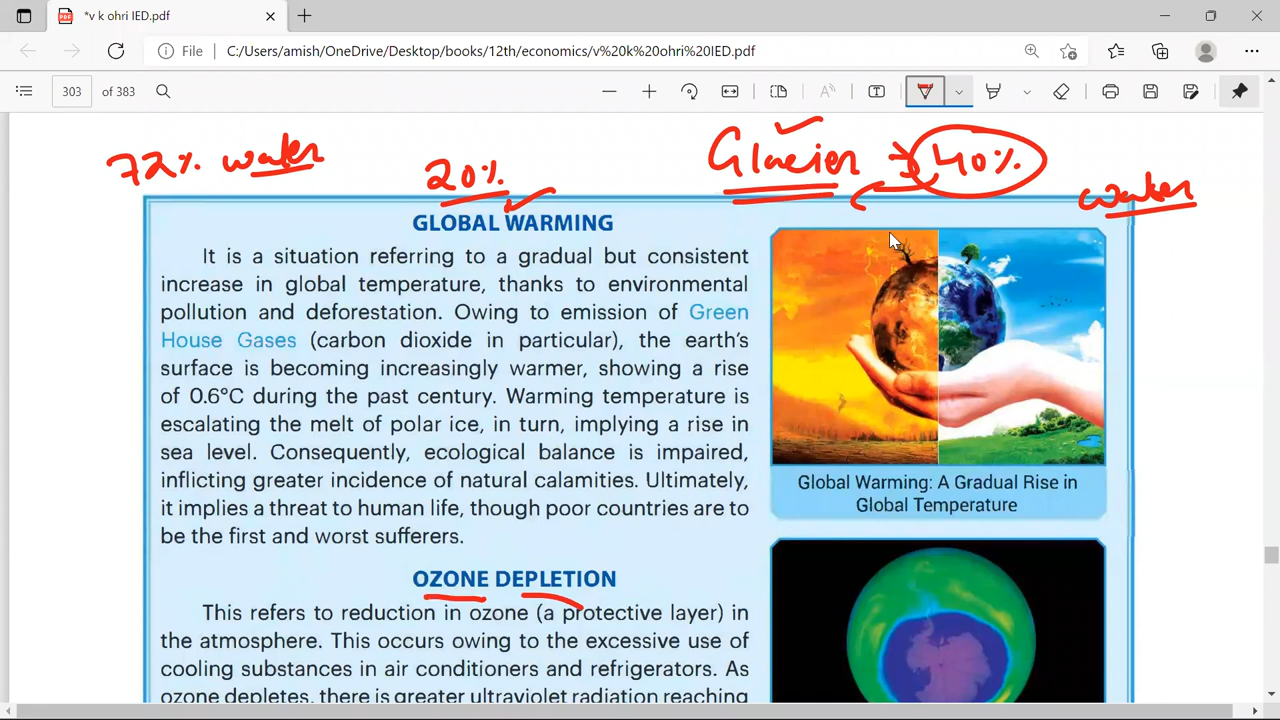 *v k ohri IED.pdf
File C:/Users/amish/OneDrive/Desktop/books/12th/economics/v%20k%20ohri%20IED.pdf
303 of 383
72% water
20%
Glacier → 40%
water
GLOBAL WARMING
It is a situation referring to a gradual but consistent
increase in global temperature, thanks to environmental
pollution and deforestation. Owing to emission of Green
House Gases (carbon dioxide in particular), the earth's
surface is becoming increasingly warmer, showing a rise
of 0.6°C during the past century. Warming temperature is
escalating the melt of polar ice, in turn, implying a rise in
sea level. Consequently, ecological balance is impaired,
inflicting greater incidence of natural calamities. Ultimately,
it implies a threat to human life, though poor countries are to
be the first and worst sufferers.
Global Warming: A Gradual Rise in
Global Temperature
OZONE DEPLETION
This refers to reduction in ozone (a protective layer) in
the atmosphere. This occurs owing to the excessive use of
cooling substances in air conditioners and refrigerators. As
ozone depletes, there is greater ultraviolet radiation reaching